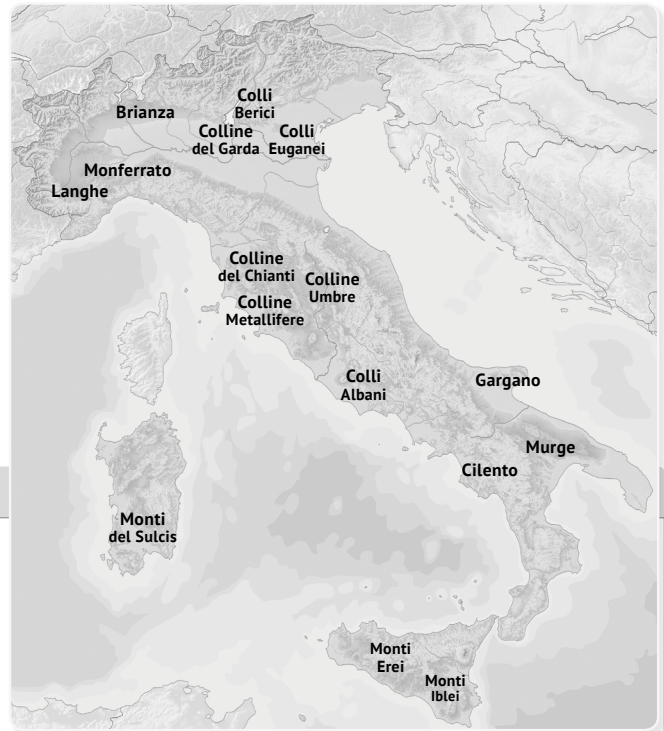 Colli
Berici
Brianza
Colline
del Garda
Colli
Euganei
Monferrato
Langhe
Colline
del Chianti
Colline
Umbre
Colline
Metallifere
Colli
Albani
Gargano
Murge
Cilento
Monti
del Sulcis
Monti
Erei
Monti
Iblei